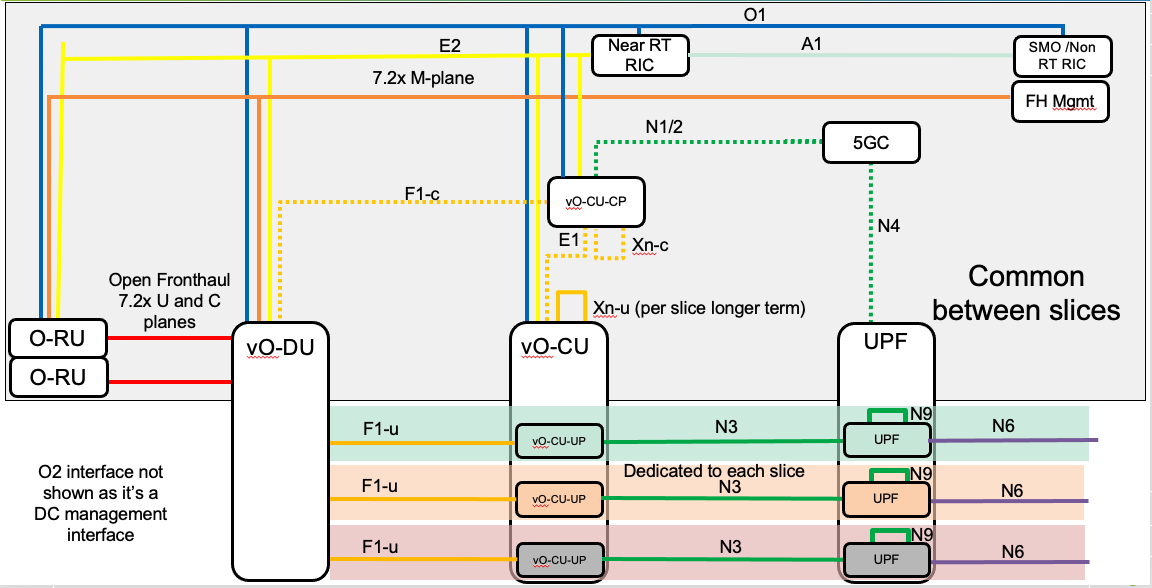 O1
E2
Near RT
RIC
A1
SMO /Non
RT RIC
7.2x M-plane
FH Mgmt
N1/2
5GC
F1-c
vO-CU-CP
N4
E1
Xn-c
Open Fronthaul
7.2x U and C
planes
Common
between slices
Xn-u (per slice longer term)
O-RU
vO-DU
vO-CU
UPF
O-RU
F1-u
vO-CU-UP
N3
UPF
N9
N6
O2 interface not
shown as it's a
DC management
interface
Dedicated to each slice
F1-u
vO-CU-UP
N3
UPF
N9
N6
F1-u
vO-CU-UP
N3
UPF
N9
N6